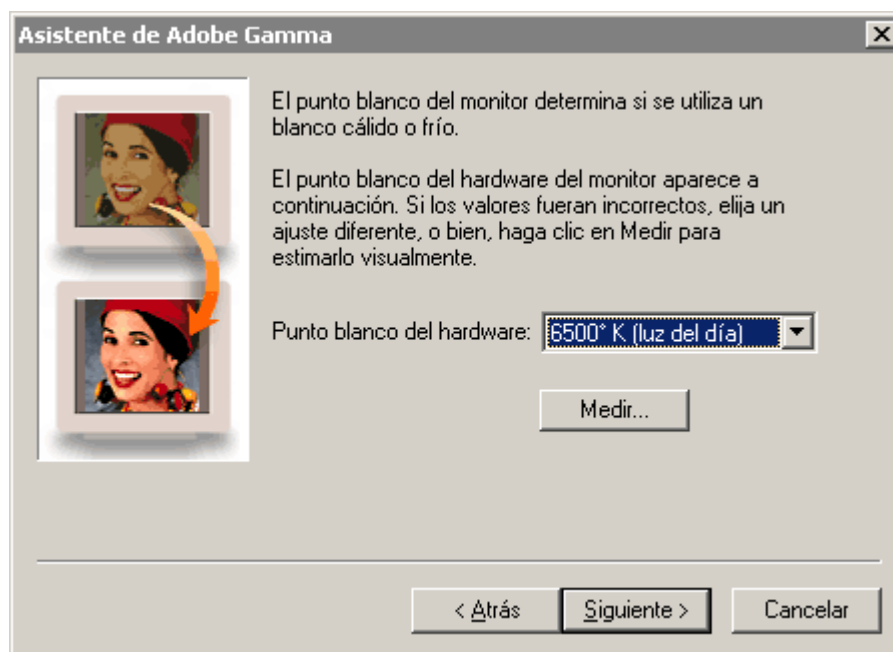 Asistente de Adobe Gamma
El punto blanco del monitor determina si se utiliza un
blanco cálido o frío.
El punto blanco del hardware del monitor aparece a
continuación. Si los valores fueran incorrectos, elija un
ajuste diferente, o bien, haga clic en Medir para
estimarlo visualmente.
Punto blanco del hardware: 6500° K (luz del día)
Medir...
< Atrás Siguiente > Cancelar